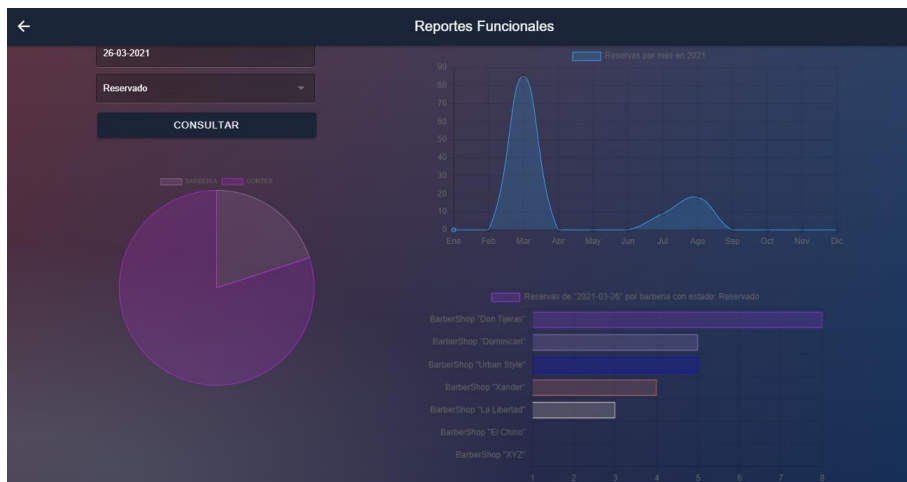 Reportes Funcionales
26-03-2021
Reservado
CONSULTAR
BARBERIA CORTES
Reservas por mes en 2021
90
80
70
60
50
40
30
20
10
0
Ene Feb Mar Abr May Jun Jul Ago Sep Oct Nov Dic
Reservas de "2021-03-26" por barberia con estado: Reservado
BarberShop "Don Tijeras"
BarberShop "Dominicarr"
BarberShop "Urban Style"
BarberShop "Xander"
BarberShop "La Libertad"
BarberShop "El Chino"
BarberShop "XYZ"
1 2 3 4 5 6 7 8